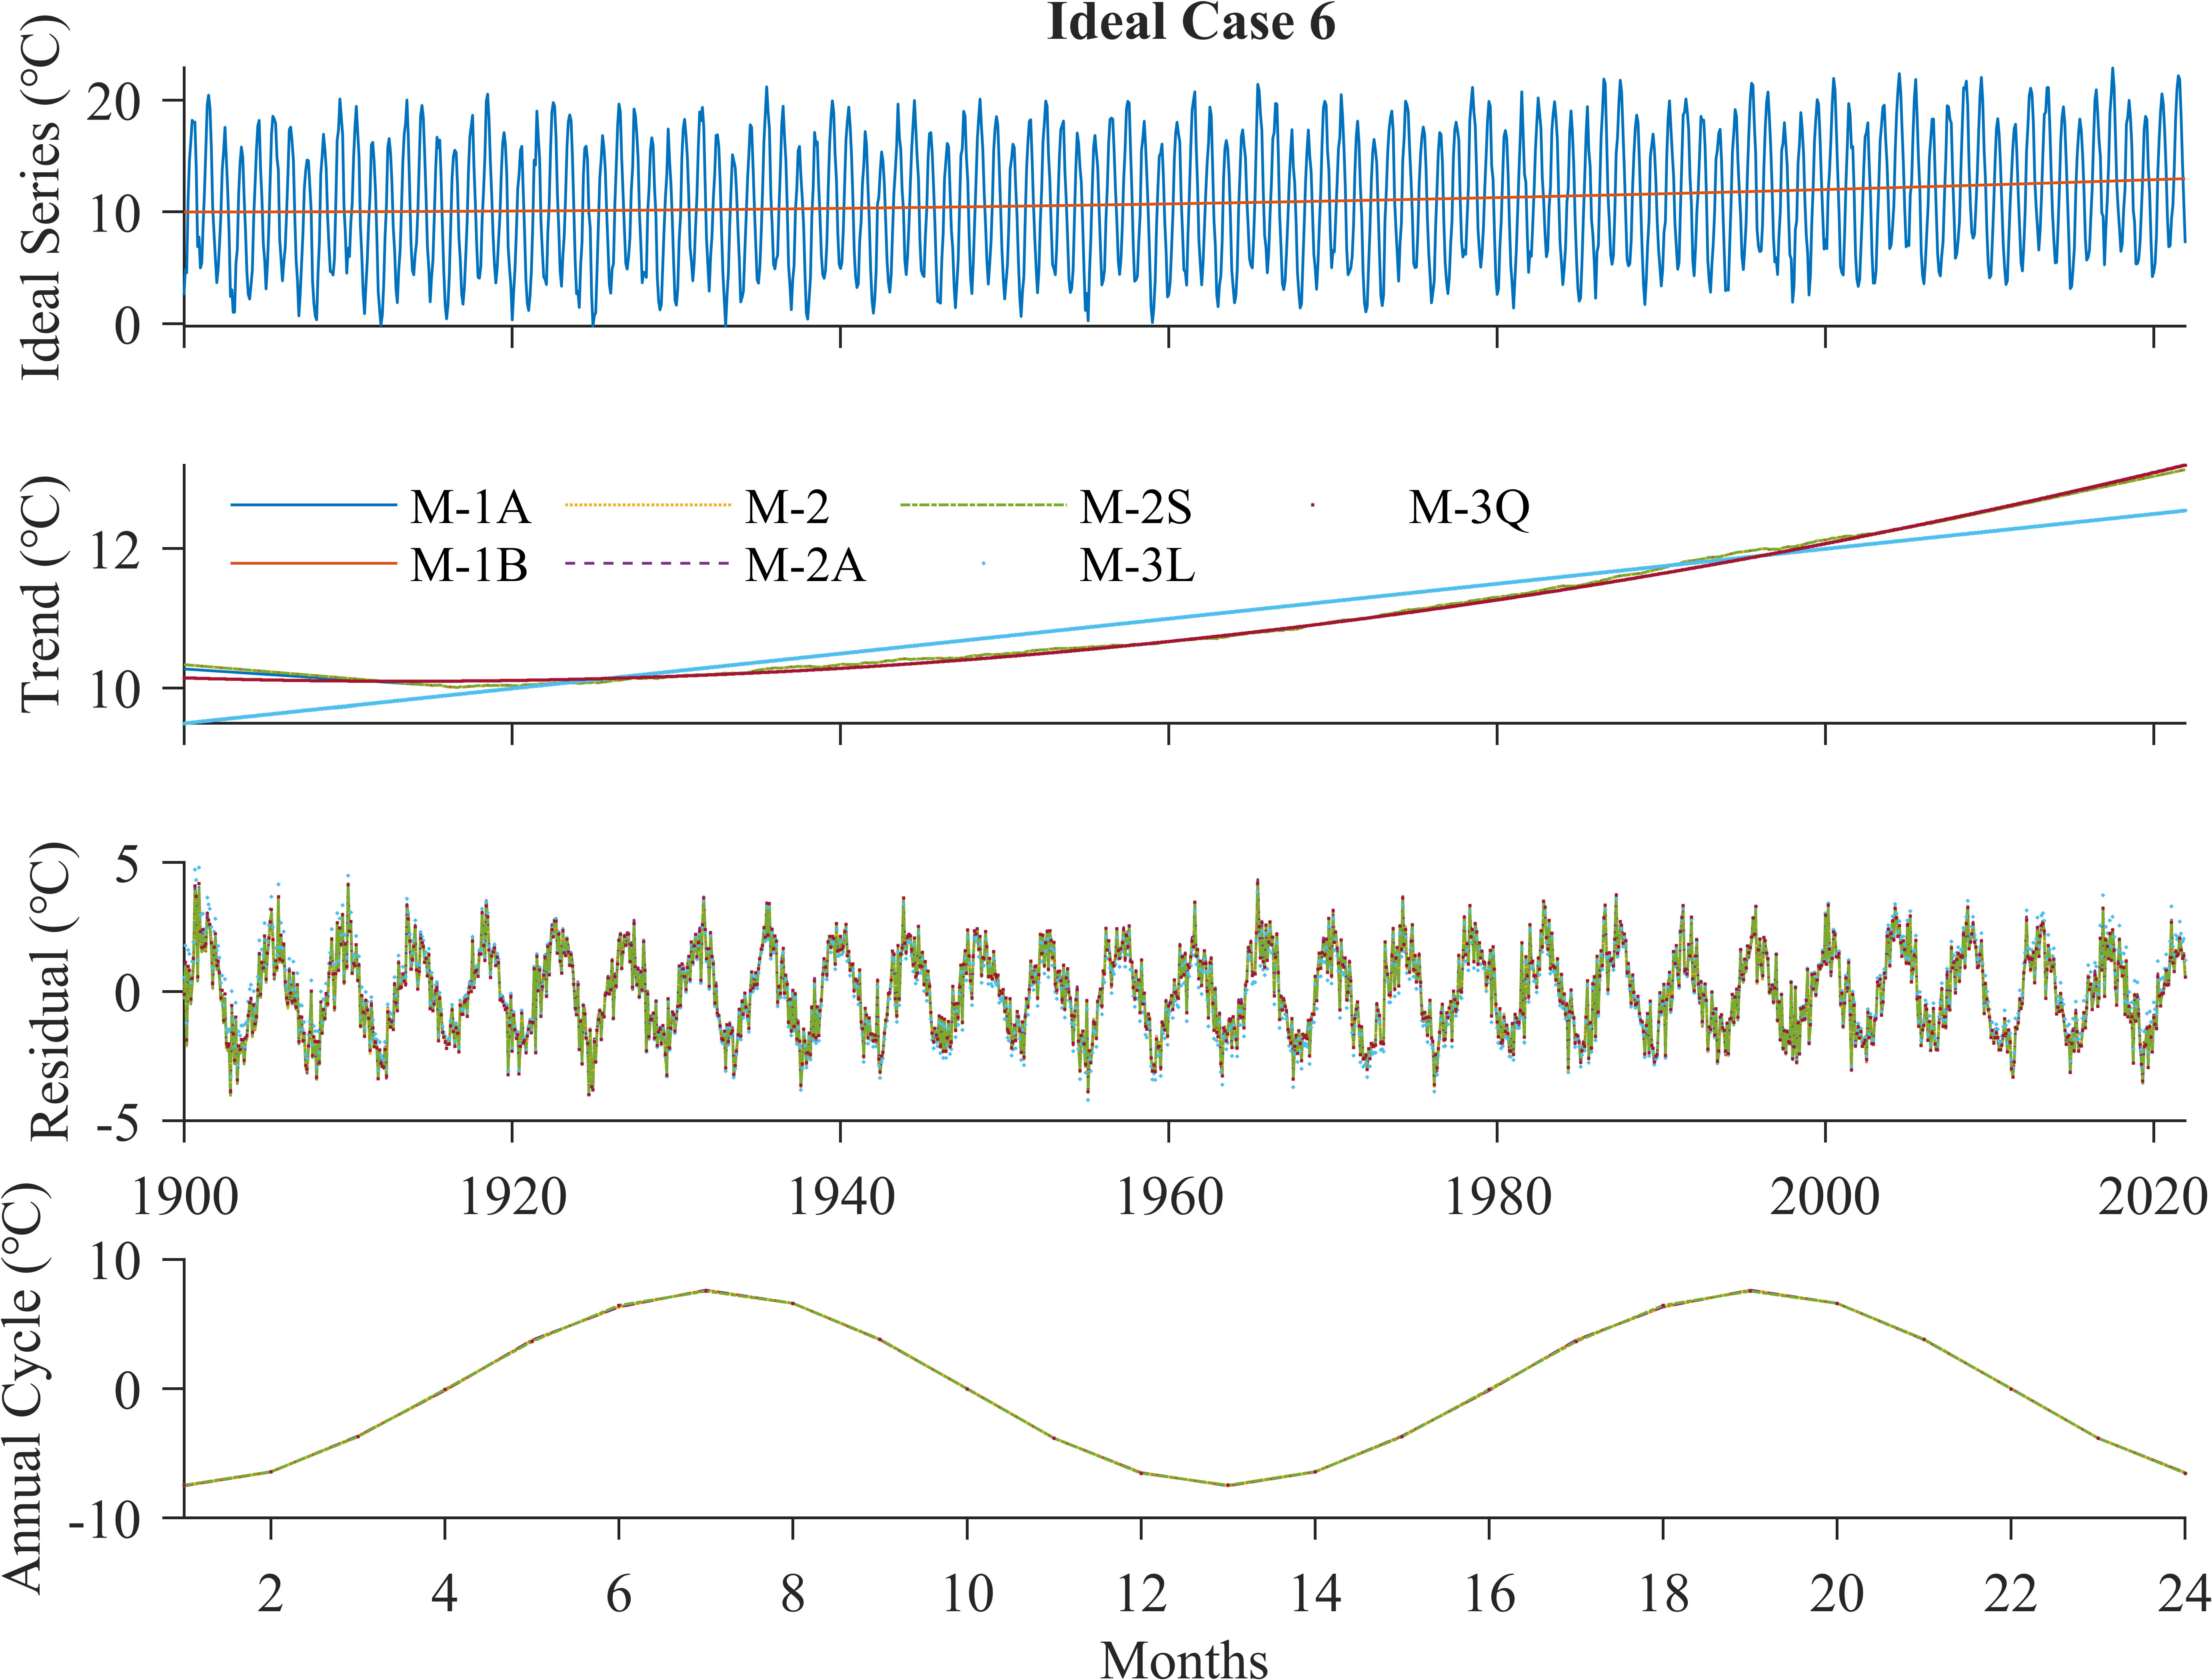 Ideal Case 6
Ideal Series (°C)
20
10
0
Trend (°C)
12
10
M-1A
M-2
M-2S
M-3Q
M-1B
M-2A
M-3L
Residual (°C)
5
0
-5
1900 1920 1940 1960 1980 2000 2020
Annual Cycle (°C)
10
0
-10
2 4 6 8 10 12 14 16 18 20 22 24
Months